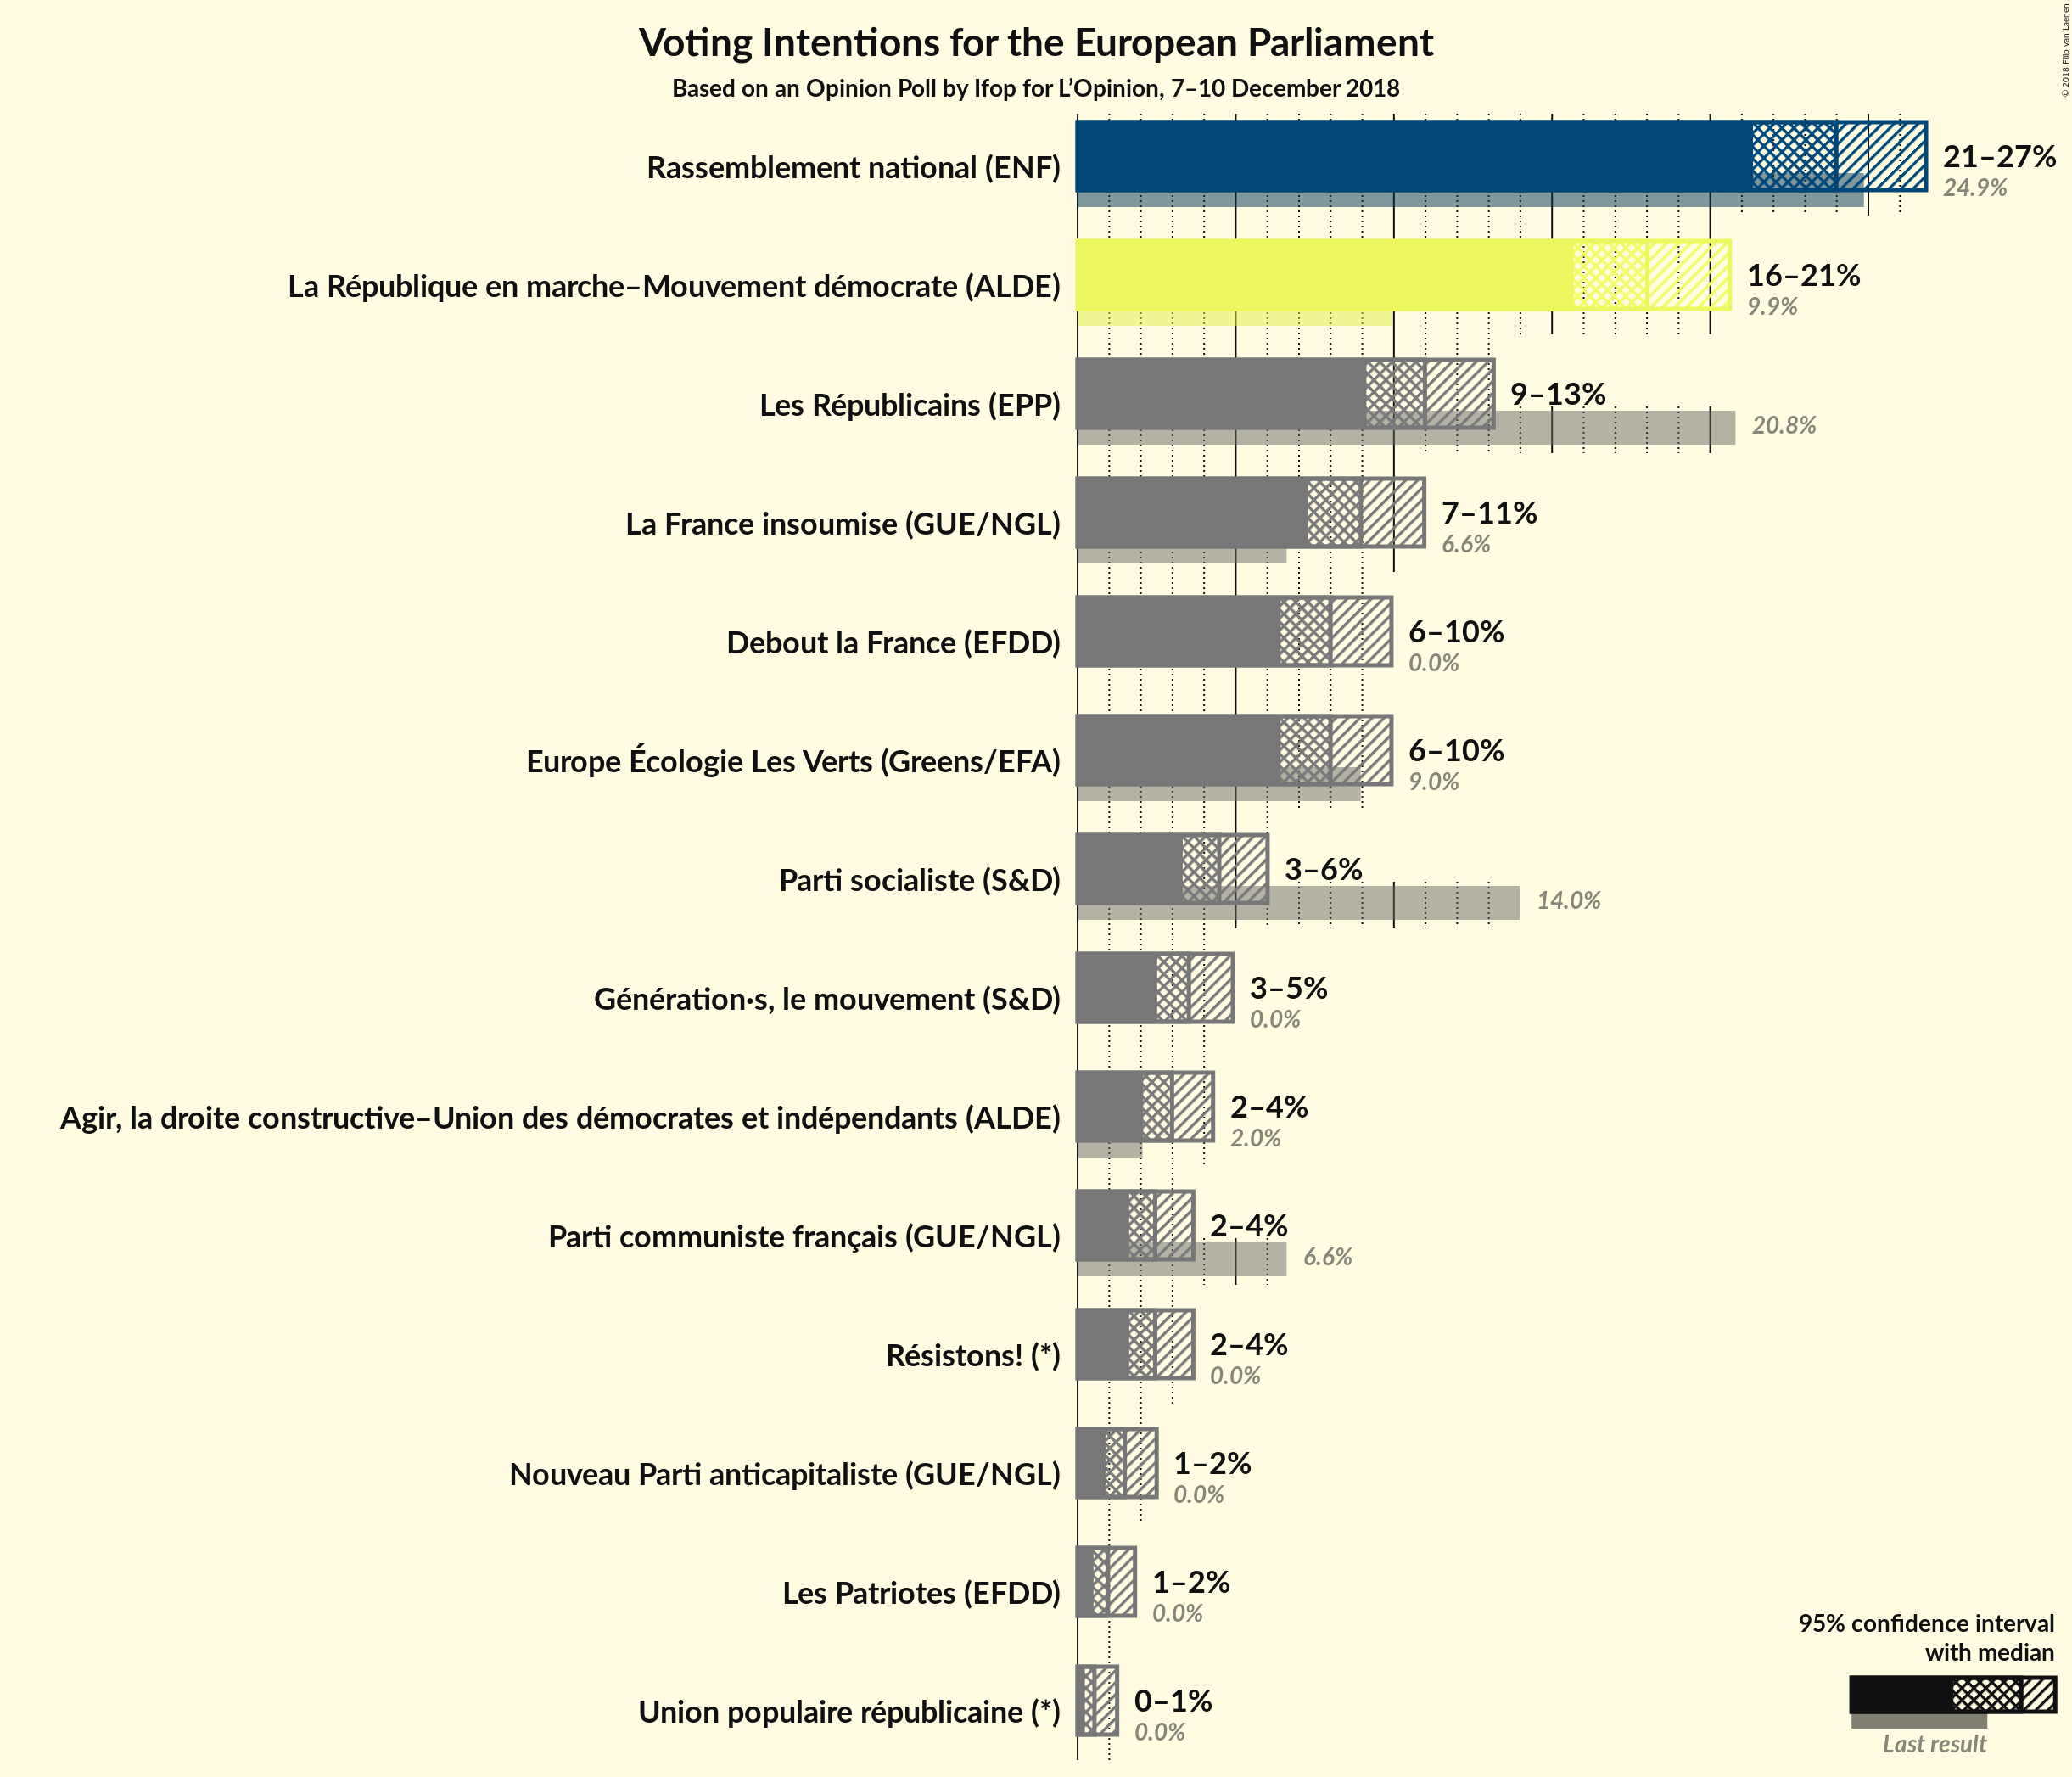 Voting Intentions for the European Parliament
Based on an Opinion Poll by Ifop for L’Opinion, 7–10 December 2018
© 2018 Filip van Laenen
Rassemblement national (ENF)
21–27%
24.9%
La République en marche–Mouvement démocrate (ALDE)
16–21%
9.9%
Les Républicains (EPP)
9–13%
20.8%
La France insoumise (GUE/NGL)
7–11%
6.6%
Debout la France (EFDD)
6–10%
0.0%
Europe Écologie Les Verts (Greens/EFA)
6–10%
9.0%
Parti socialiste (S&D)
3–6%
14.0%
Génération·s, le mouvement (S&D)
3–5%
0.0%
Agir, la droite constructive–Union des démocrates et indépendants (ALDE)
2–4%
2.0%
Parti communiste français (GUE/NGL)
2–4%
6.6%
Résistons! (*)
2–4%
0.0%
Nouveau Parti anticapitaliste (GUE/NGL)
1–2%
0.0%
Les Patriotes (EFDD)
1–2%
0.0%
Union populaire républicaine (*)
0–1%
0.0%
95% confidence interval
with median
Last result